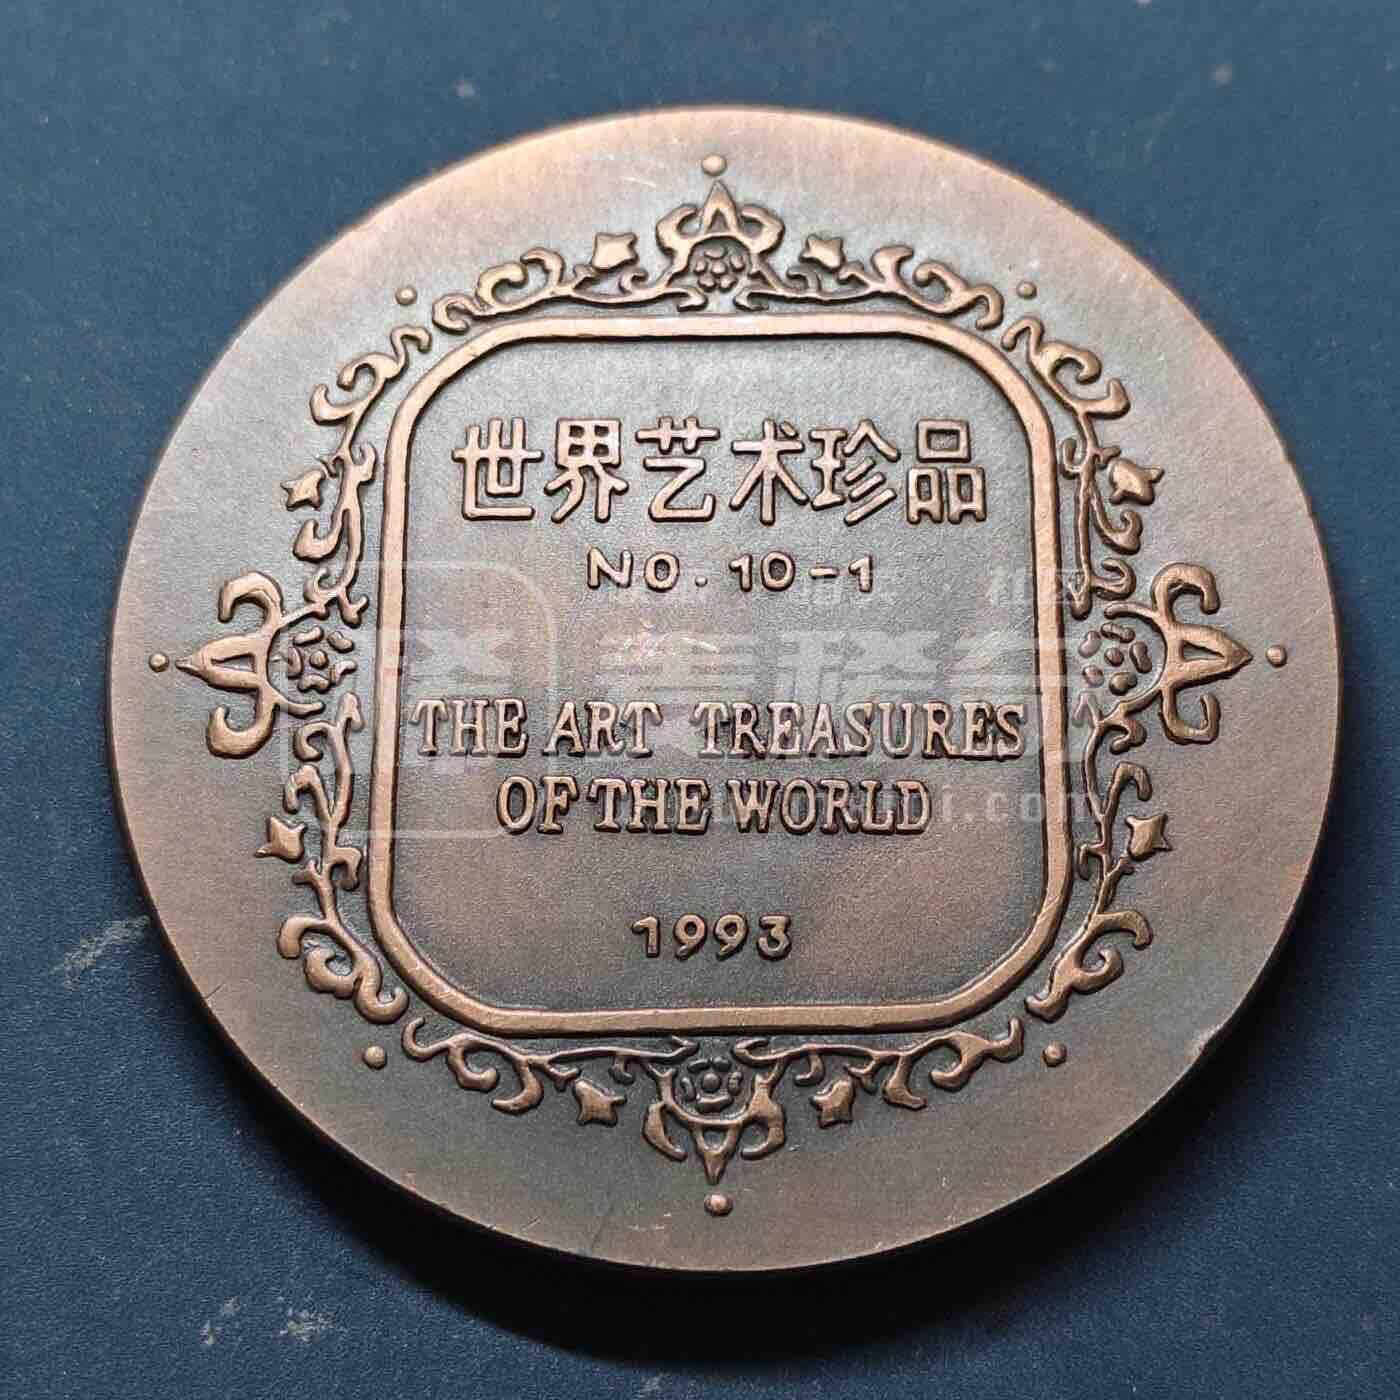 世界艺术珍品
NO. 10-1
THE ART TREASURES
OF THE WORLD
1993